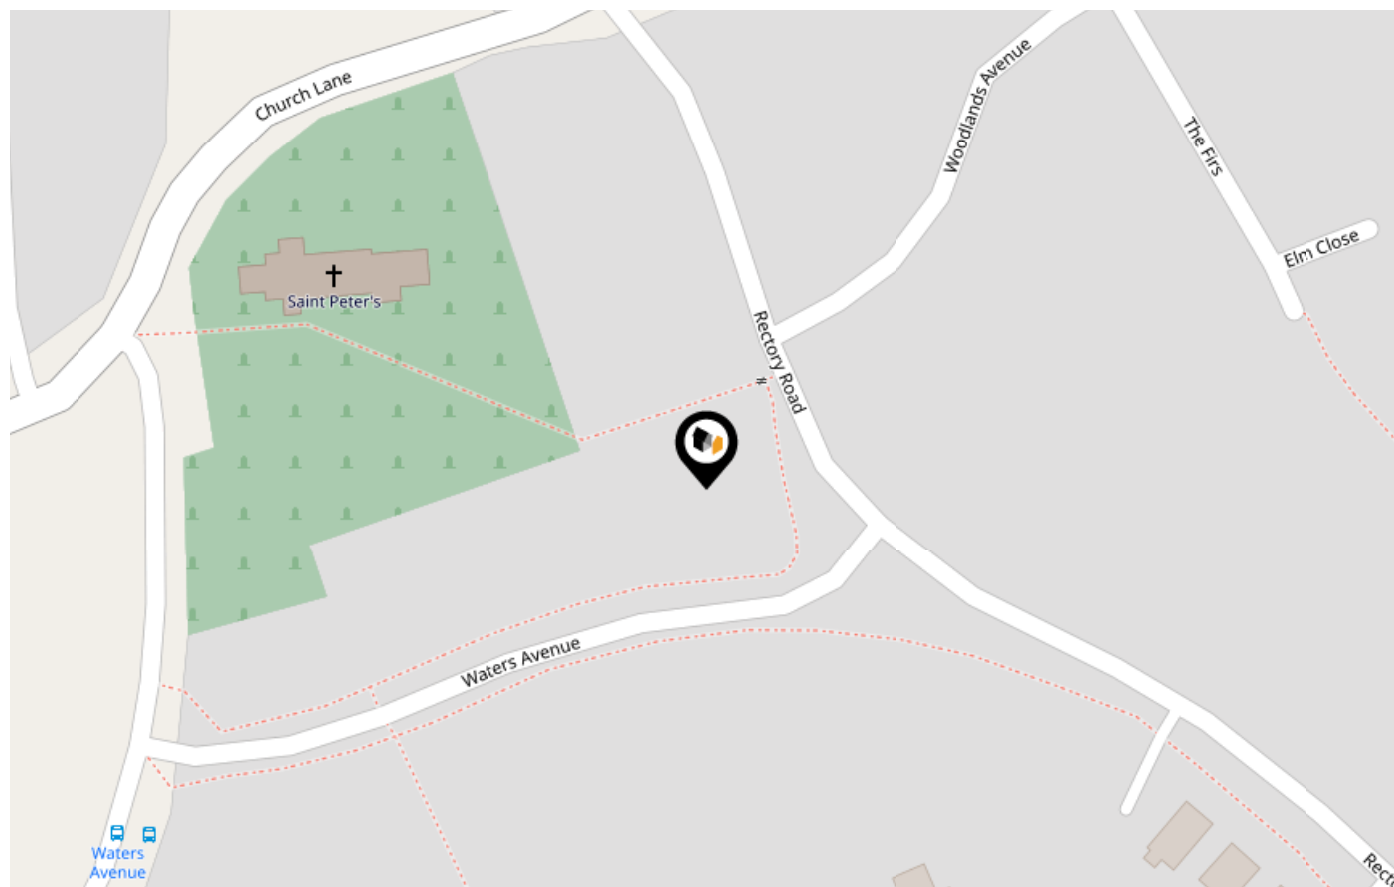 Church Lane
Woodlands Avenue
The Firs
Elm Close
Saint Peter's
Rectory Road
Waters Avenue
Waters
Avenue